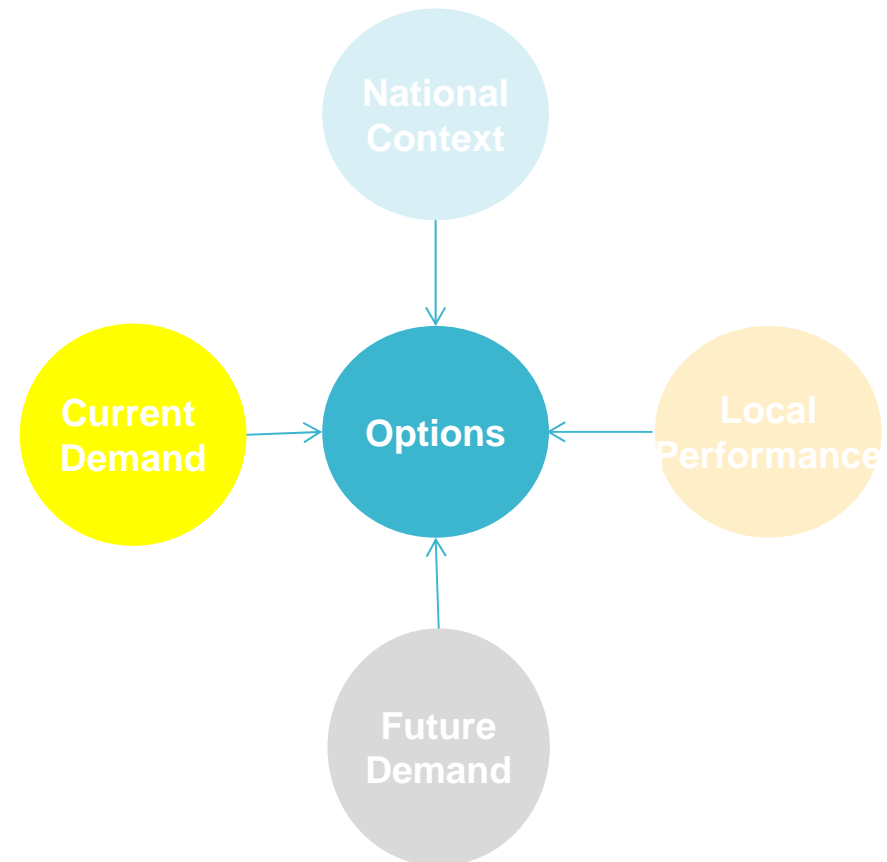 National
Context
Current
Demand
Options
Local
Performance
Future
Demand